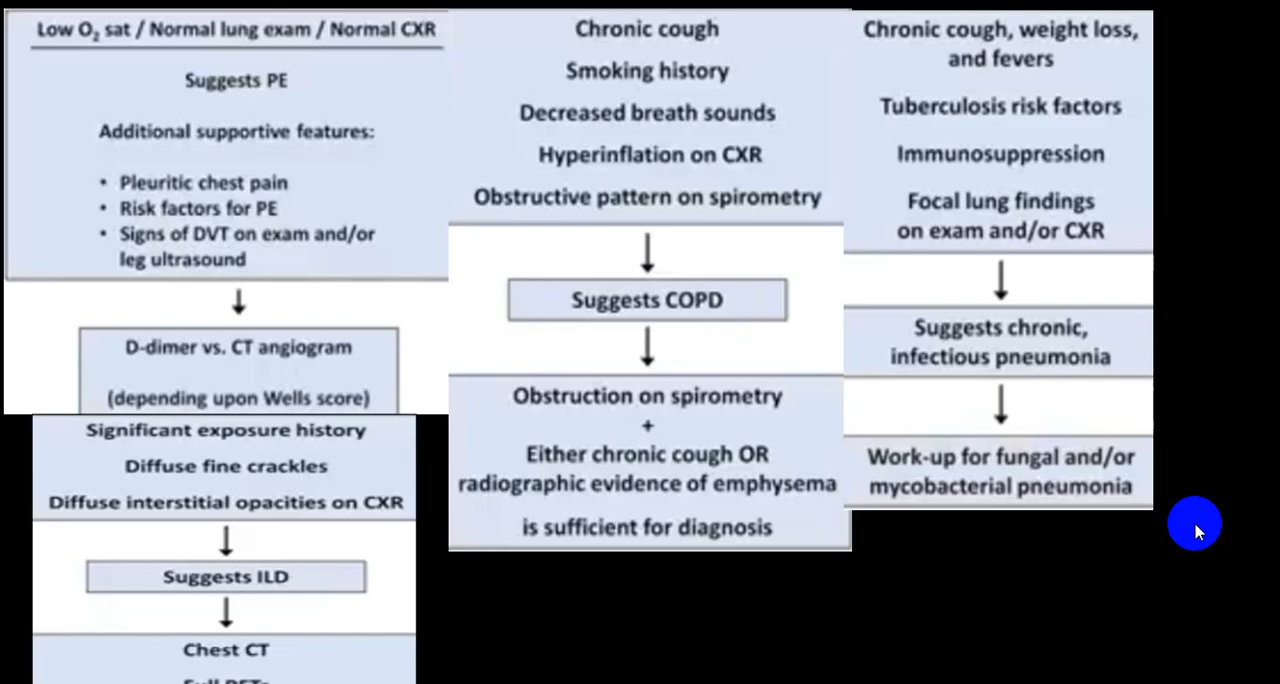 Low O₂ sat / Normal lung exam / Normal CXR
Suggests PE
Additional supportive features:
• Pleuritic chest pain
• Risk factors for PE
• Signs of DVT on exam and/or
leg ultrasound
D-dimer vs. CT angiogram
(depending upon Wells score)
Significant exposure history
Diffuse fine crackles
Diffuse interstitial opacities on CXR
Suggests ILD
Chest CT
Chronic cough
Smoking history
Decreased breath sounds
Hyperinflation on CXR
Obstructive pattern on spirometry
Suggests COPD
Obstruction on spirometry
+
Either chronic cough OR
radiographic evidence of emphysema
is sufficient for diagnosis
Chronic cough, weight loss,
and fevers
Tuberculosis risk factors
Immunosuppression
Focal lung findings
on exam and/or CXR
Suggests chronic,
infectious pneumonia
Work-up for fungal and/or
mycobacterial pneumonia